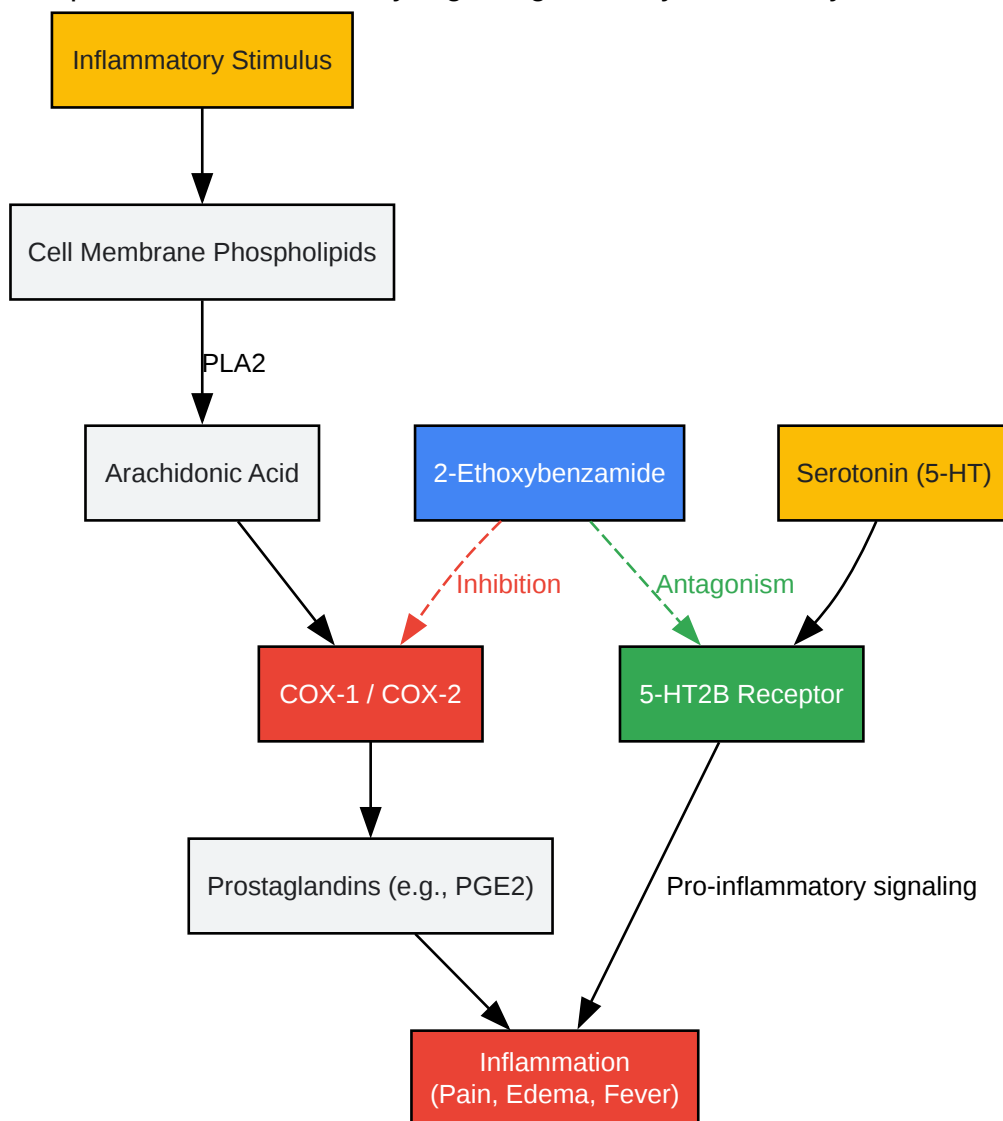 Inflammatory Stimulus
Cell Membrane Phospholipids
PLA2
Arachidonic Acid
2-Ethoxybenzamide
Serotonin (5-HT)
Inhibition
Antagonism
COX-1 / COX-2
5-HT2B Receptor
Prostaglandins (e.g., PGE2)
Pro-inflammatory signaling
Inflammation
(Pain, Edema, Fever)